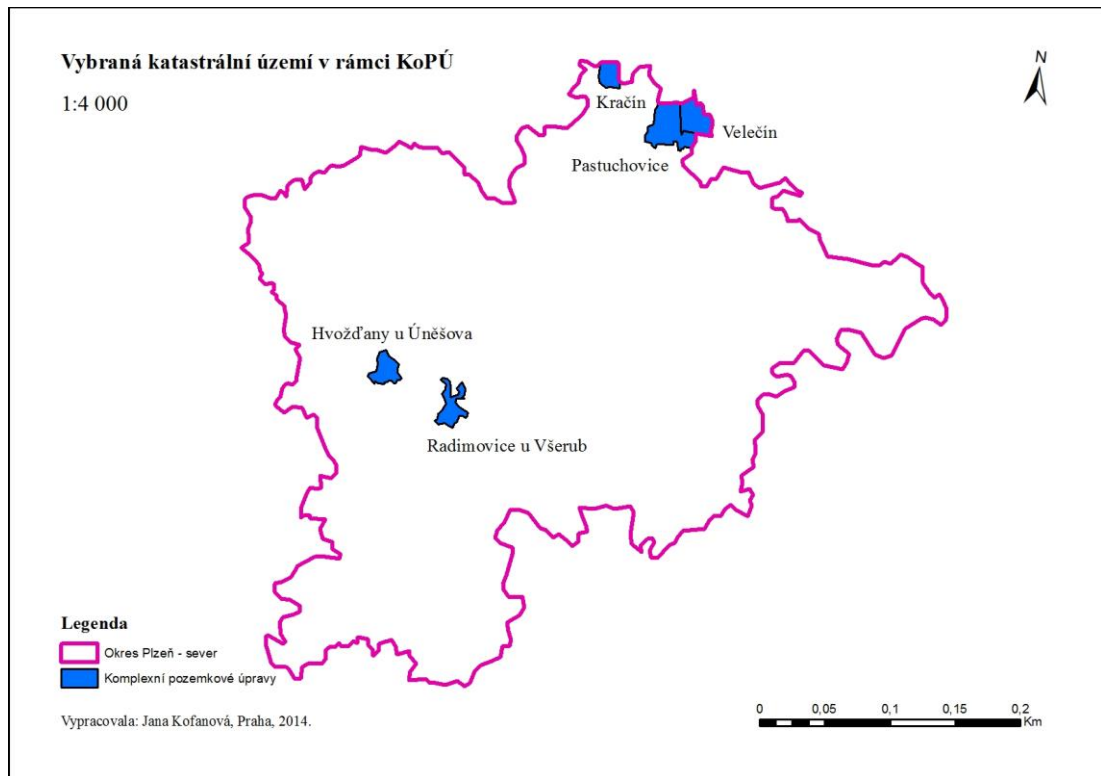 Vybraná katastrální území v rámci KoPÚ
1:4 000
N
Kračín
Velečín
Pastuchovice
Hvožďany u Úněšova
Radimovice u Všerub
Legenda
Okres Plzeň - sever
Komplexní pozemkové úpravy
Vypracovala: Jana Kofanová, Praha, 2014.
0 0,05 0,1 0,15 0,2
Km